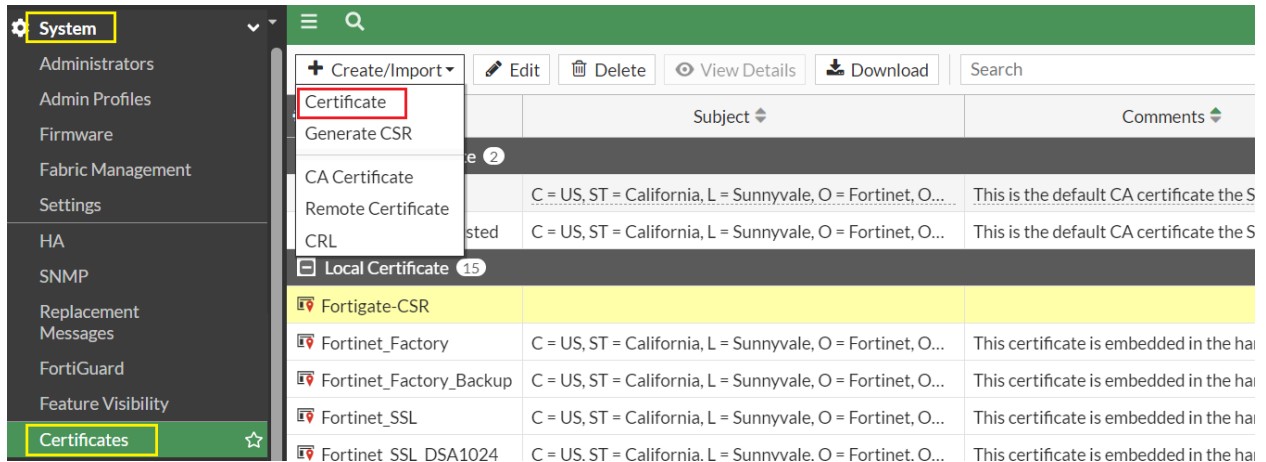 System
Administrators
Admin Profiles
Firmware
Fabric Management
Settings
HA
SNMP
Replacement
Messages
FortiGuard
Feature Visibility
Certificates
Create/Import Edit Delete View Details Download Search
Certificate
Generate CSR
CA Certificate
Remote Certificate
CRL
Subject Comments
2
C = US, ST = California, L = Sunnyvale, O = Fortinet, O... This is the default CA certificate the S
C = US, ST = California, L = Sunnyvale, O = Fortinet, O... This is the default CA certificate the S
Local Certificate 15
Fortigate-CSR
Fortinet_Factory C = US, ST = California, L = Sunnyvale, O = Fortinet, O... This certificate is embedded in the ha
Fortinet_Factory_Backup C = US, ST = California, L = Sunnyvale, O = Fortinet, O... This certificate is embedded in the ha
Fortinet_SSL C = US, ST = California, L = Sunnyvale, O = Fortinet, O... This certificate is embedded in the ha
Fortinet_SSL_DSA1024 C = US, ST = California, L = Sunnyvale, O = Fortinet, O... This certificate is embedded in the ha